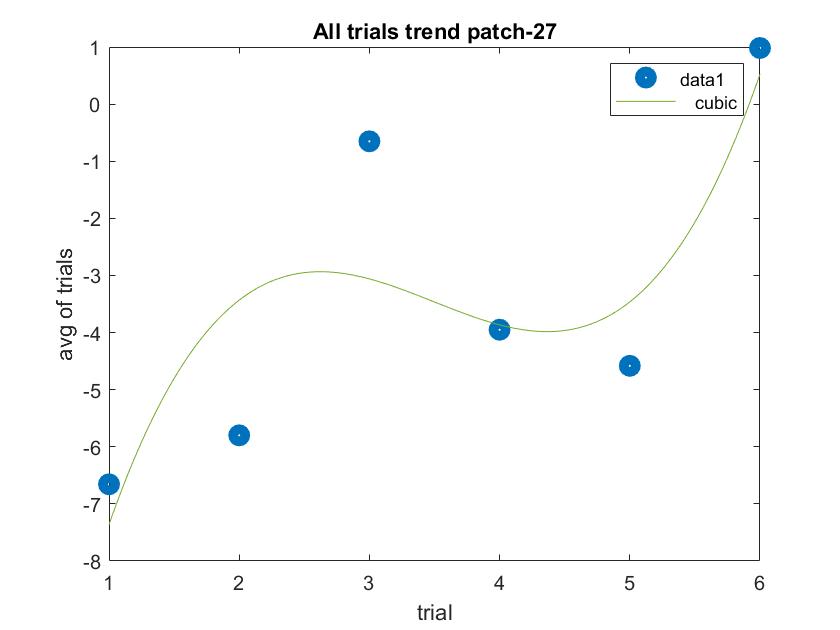 All trials trend patch-27
data1
cubic
1
0
-1
-2
-3
-4
-5
-6
-7
-8
avg of trials
1 2 3 4 5 6
trial